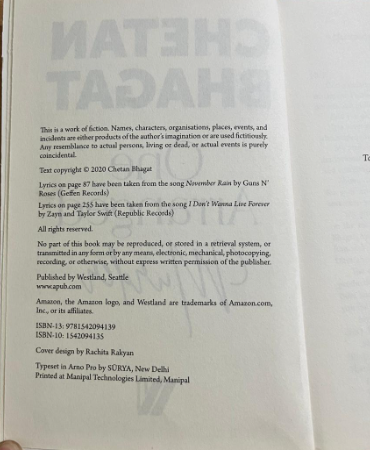 CHETAN
BHAGAT
This is a work of fiction. Names, characters, organisations, places, events, and
incidents are either products of the author's imagination or are used fictitiously.
Any resemblance to actual persons, living or dead, or actual events is purely
coincidental.
Text copyright © 2020 Chetan Bhagat
Lyrics on page 87 have been taken from the song November Rain by Guns N'
Roses (Geffen Records)
Lyrics on page 255 have been taken from the song I Don't Wanna Live Forever
by Zayn and Taylor Swift (Republic Records)
All rights reserved.
No part of this book may be reproduced, or stored in a retrieval system, or
transmitted in any form or by any means, electronic, mechanical, photocopying,
recording, or otherwise, without express written permission of the publisher.
Published by Westland, Seattle
www.apub.com
Amazon, the Amazon logo, and Westland are trademarks of Amazon.com,
Inc., or its affiliates.
ISBN-13: 9781542094139
ISBN-10: 1542094135
Cover design by Rachita Rakyan
Typeset in Arno Pro by SŪRYA, New Delhi
Printed at Manipal Technologies Limited, Manipal
To
One
Arranged
Murder